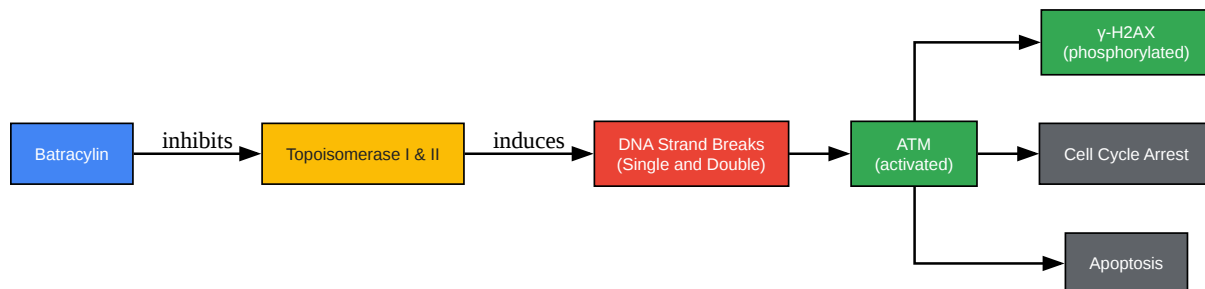 Batracylin
inhibits
Topoisomerase I & II
induces
DNA Strand Breaks
(Single and Double)
ATM
(activated)
γ-H2AX
(phosphorylated)
Cell Cycle Arrest
Apoptosis